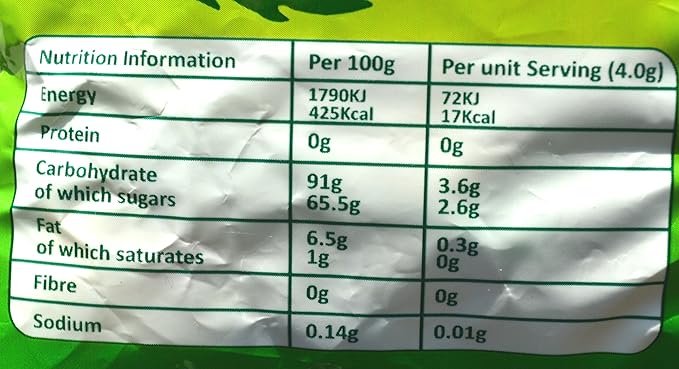 Nutrition Information Per 100g Per unit Serving (4.0g)
Energy 1790KJ 72KJ
425Kcal 17Kcal
Protein 0g 0g
Carbohydrate 91g 3.6g
of which sugars 65.5g 2.6g
Fat 6.5g 0.3g
of which saturates 1g 0g
Fibre 0g 0g
Sodium 0.14g 0.01g